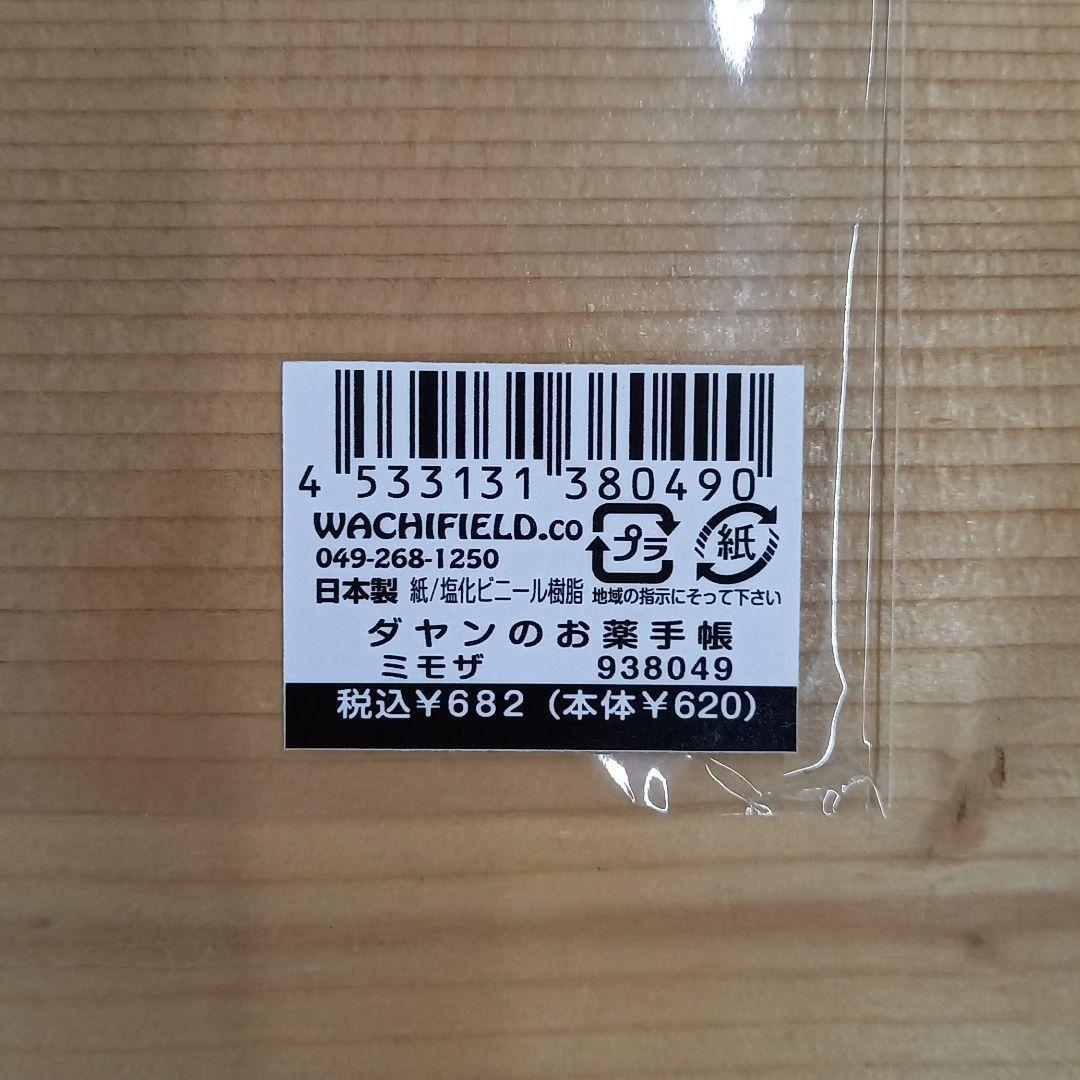 4 533131 380490
WACHIFIELD.co プラ 紙
049-268-1250
日本製 紙/塩化ビニール樹脂 地域の指示にそって下さい
ダヤンのお薬手帳
ミモザ 938049
税込¥682(本体¥620)